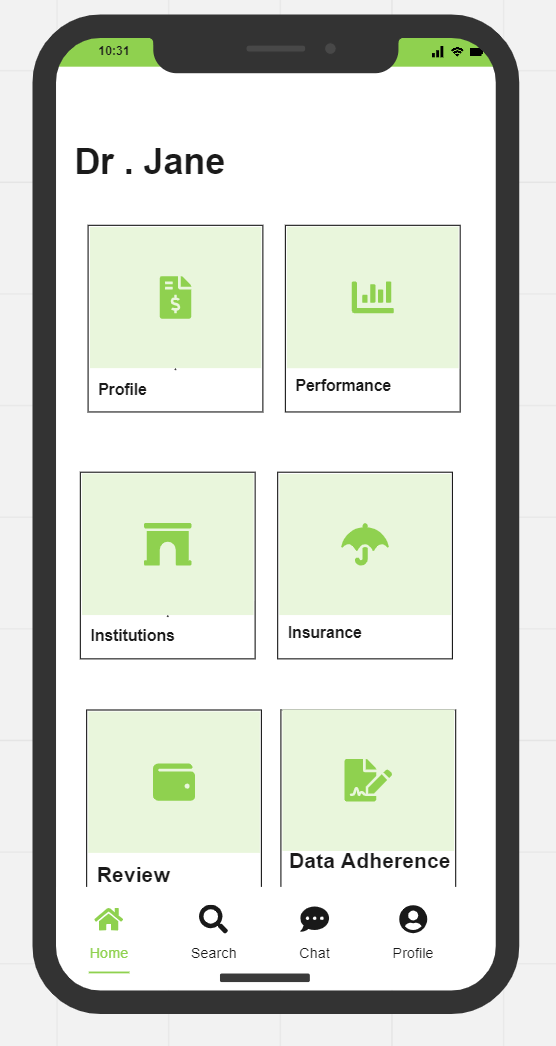 10:31
Dr . Jane
$
Profile
Performance
Institutions
Insurance
Review
Data Adherence
Home
Search
Chat
Profile